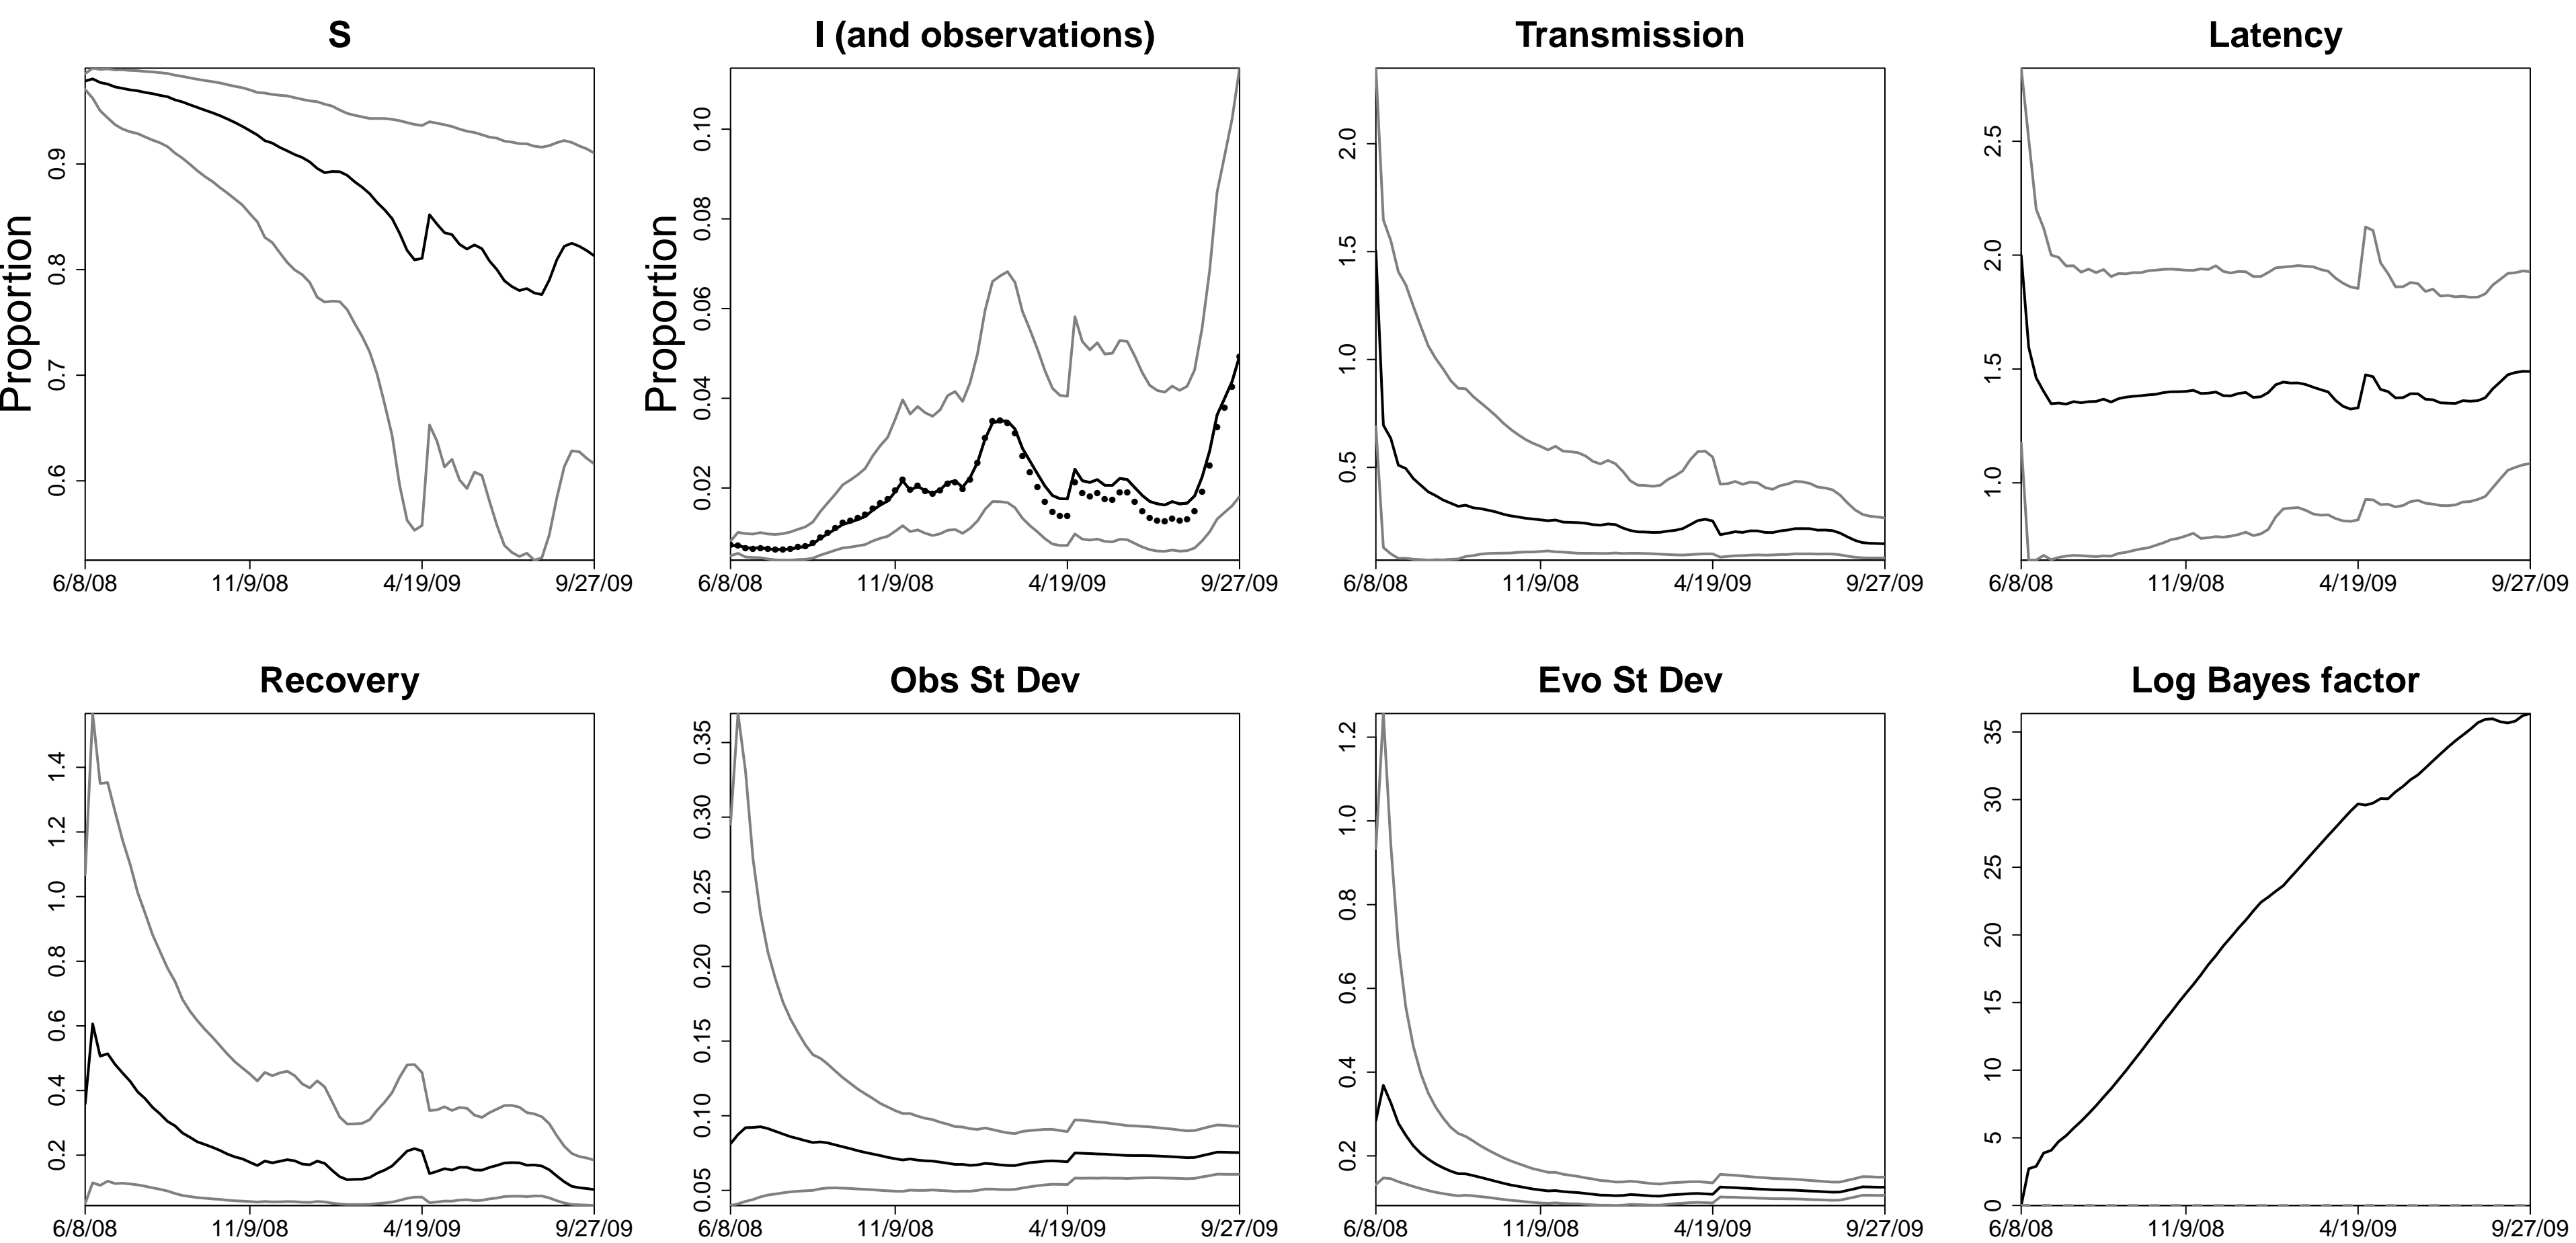 S
I (and observations)
Transmission
Latency
Proportion
0.6 0.7 0.8 0.9
6/8/08 11/9/08 4/19/09 9/27/09
Proportion
0.02 0.04 0.06 0.08 0.10
6/8/08 11/9/08 4/19/09 9/27/09
0.5 1.0 1.5 2.0
6/8/08 11/9/08 4/19/09 9/27/09
1.0 1.5 2.0 2.5
6/8/08 11/9/08 4/19/09 9/27/09
Recovery
Obs St Dev
Evo St Dev
Log Bayes factor
0.2 0.4 0.6 0.8 1.0 1.2 1.4
6/8/08 11/9/08 4/19/09 9/27/09
0.05 0.10 0.15 0.20 0.25 0.30 0.35
6/8/08 11/9/08 4/19/09 9/27/09
0.2 0.4 0.6 0.8 1.0 1.2
6/8/08 11/9/08 4/19/09 9/27/09
0 5 10 15 20 25 30 35
6/8/08 11/9/08 4/19/09 9/27/09